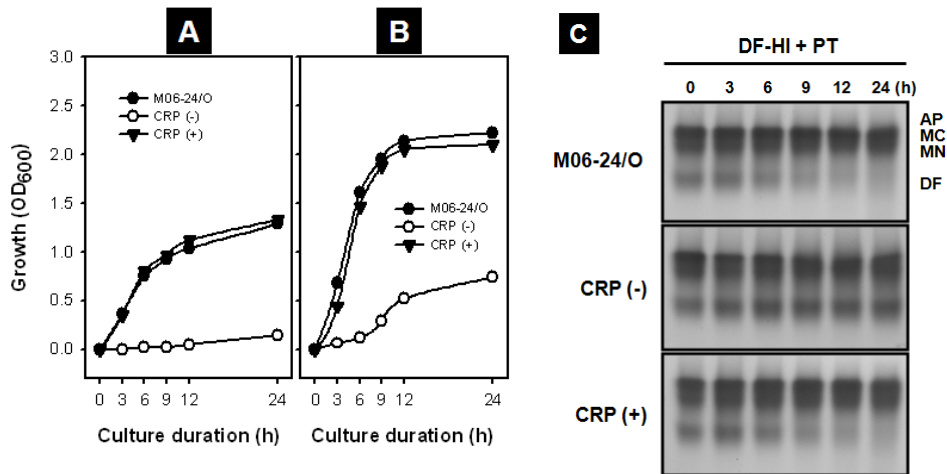 A
B
C
3.0
2.5
2.0
1.5
1.0
0.5
0.0
Growth (OD600)
M06-24/O
CRP (-)
CRP (+)
M06-24/O
CRP (-)
CRP (+)
0 3 6 9 12 24
0 3 6 9 12 24
Culture duration (h)
Culture duration (h)
DF-HI + PT
0 3 6 9 12 24 (h)
M06-24/O
AP
MC
MN
DF
CRP (-)
CRP (+)